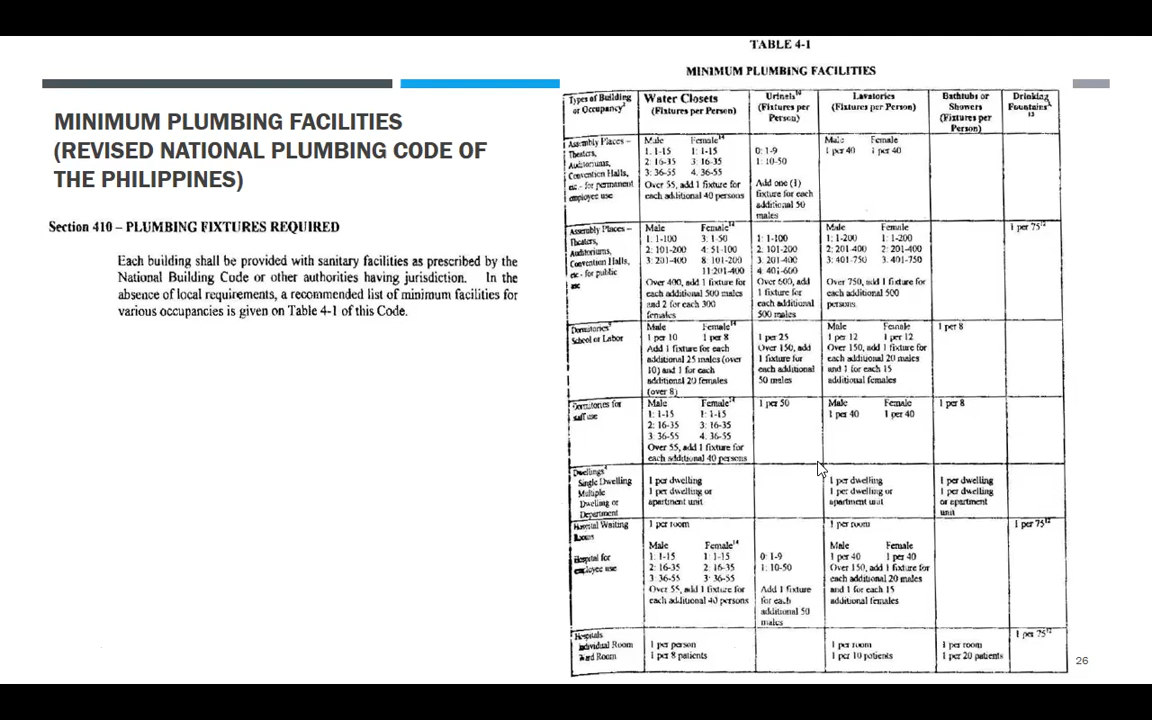 MINIMUM PLUMBING FACILITIES
(REVISED NATIONAL PLUMBING CODE OF
THE PHILIPPINES)
Section 410 – PLUMBING FIXTURES REQUIRED
Each building shall be provided with sanitary facilities as prescribed by the
National Building Code or other authorities having jurisdiction. In the
absence of local requirements, a recommended list of minimum facilities for
various occupancies is given on Table 4-1 of this Code.
TABLE 4-1
MINIMUM PLUMBING FACILITIES
Types of Building
or Occupancy
Water Closets
(Fixtures per Person)
Urinels
(Fixtures per
Person)
Lavatories
(Fixtures per Person)
Bathtubs or
Showers
(Fixtures per
Person)
Drinking
Fountains
Assembly Places –
Theaters,
Auditoriums,
Convention Halls,
etc.- for permanent
employee use
Male Female14
1: 1-15 1: 1-15
2: 16-35 3: 16-35
3: 36-55 4: 36-55
Over 55, add 1 fixture for
each additional 40 persons
0: 1-9
1: 10-50
Add one (1)
fixture for each
additional 50
males
Male Female
1 per 40 1 per 40
Assembly Places –
Theaters,
Auditoriums,
Convention Halls,
etc.- for public
use
Male Female14
1: 1-100 3: 1-50
2: 101-200 4: 51-100
3: 201-400 8: 101-200
11:201-400
Over 400, add 1 fixture for
each additional 500 males
and 2 for each 300
females
1: 1-100
2: 101-200
3. 201-400
4: 401-600
Over 600, add
1 fixture for
each additional
500 males
Male Female
1: 1-200 1: 1-200
2: 201-400 2: 201-400
3: 401-750 3: 401-750
Over 750, add 1 fixture for
each additional 500
persons.
1 per 75
Dormitories
School or Labor
Male Female14
1 per 10 1 per 8
Add 1 fixture for each
additional 25 males (over
10) and 1 for each
additional 20 females
(over 8)
1 per 25
Over 150, add
1 fixture for
each additional
50 males
Male Female
1 per 12 1 per 12
Over 150, add 1 fixture for
each additional 20 males
and 1 for each 15
additional females
1 per 8
Dormitories for
staff use
Male Female14
1: 1-15 1: 1-15
2: 16-35 3: 16-35
3: 36-55 4. 36-55
Over 55, add 1 fixture for
each additional 40 persons
1 per 50
Male Female
1 per 40 1 per 40
1 per 8
Dwellings
Single Dwelling
Multiple
Dwelling or
Department
1 per dwelling
1 per dwelling or
apartment unit
1 per dwelling
1 per dwelling or
apartment unit
1 per dwelling
1 per dwelling
or apartment
unit
Hospital Waiting
Rooms
1 per room
1 per room
1 per 75
Hospital for
employee use
Male Female14
1: 1-15 1: 1-15
2: 16-35 2: 16-35
3: 36-55 3: 36-55
Over 55, add 1 fixture for
each additional 40 persons
0: 1-9
1: 10-50
Add 1 fixture
for each
additional 50
males
Male Female
1 per 40 1 per 40
Over 150, add 1 fixture for
each additional 20 males
and 1 for each 15
additional females
Hospitals
Individual Room
Ward Room
1 per person
1 per 8 patients
1 per room
1 per 10 patients
1 per room
1 per 20 patients
1 per 75
26